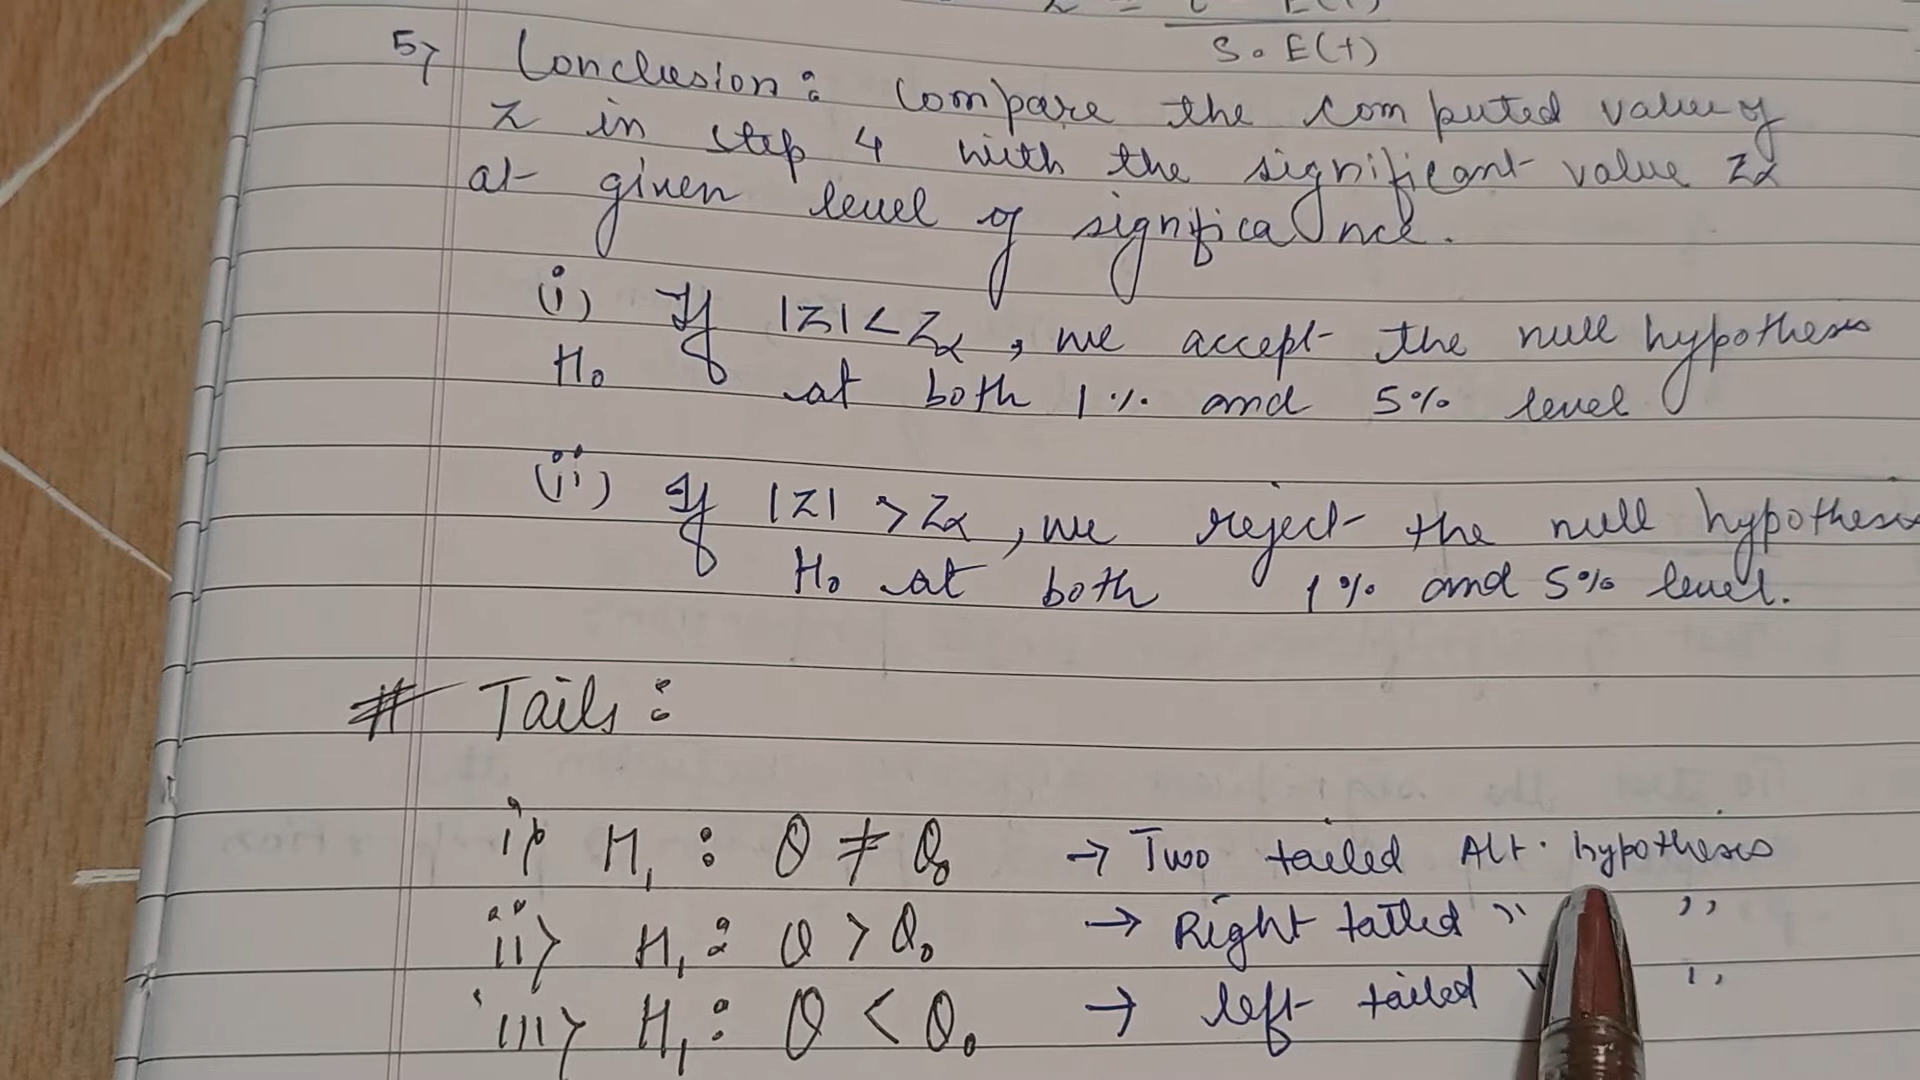 S.E(t)
5) Conclusion: Compare the computed value of
Z in step 4 with the significant value Zα
at given level of significance.
(i) If |Z| < Zα, we accept the null hypothesis
H₀ at both 1% and 5% level
(ii) If |Z| > Zα, we reject the null hypothesis
H₀ at both 1% and 5% level.
# Tails:
i) H₁ : θ ≠ θ₀ → Two tailed Alt. hypothesis
ii) H₁ : θ > θ₀ → Right tailed " ,,
iii) H₁ : θ < θ₀ → left tailed " ,,